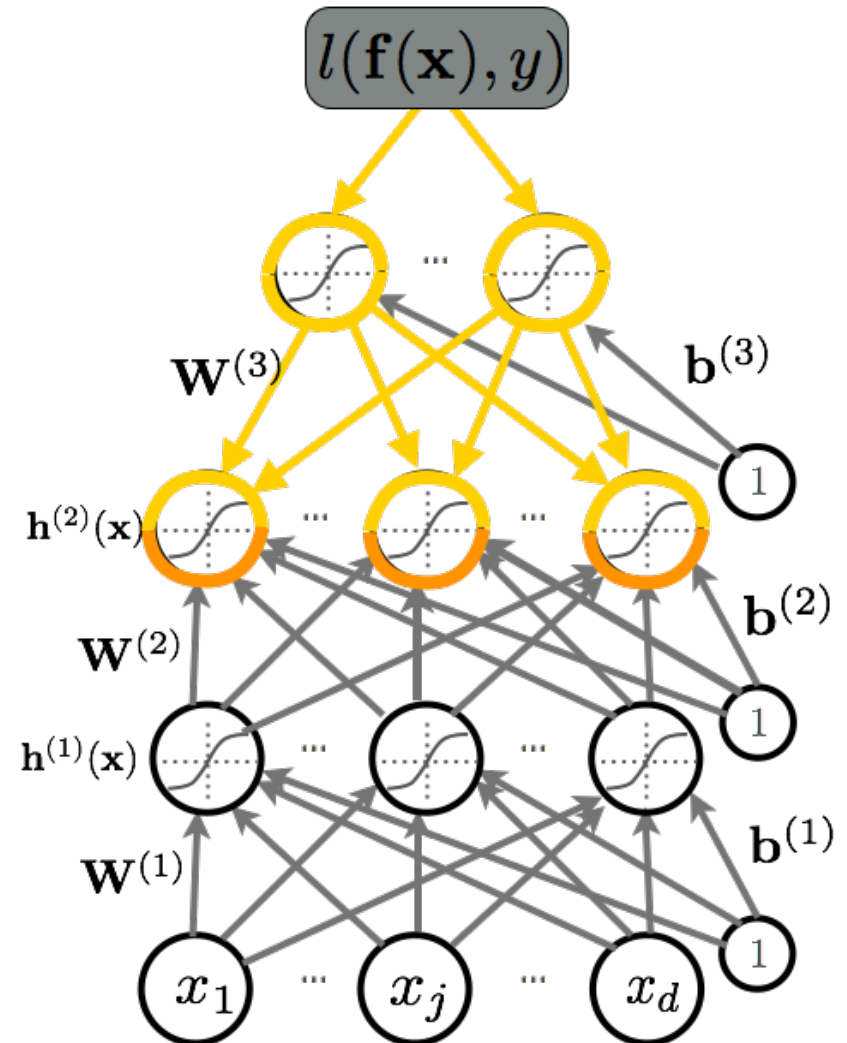 l(f(x), y)
...
W^{(3)}
b^{(3)}
1
h^{(2)}(x)
... ...
W^{(2)}
b^{(2)}
1
h^{(1)}(x)
... ...
W^{(1)}
b^{(1)}
1
x_1 ... x_j ... x_d